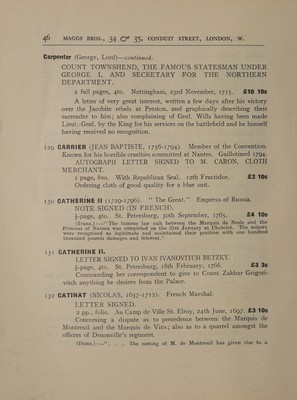 46 MAGGS BROS., 34 & 35, CONDUIT STREET, LONDON, W.
Carpenter (George, Lord)—continued.
COUNT TOWNSHEND, THE FAMOUS STATESMAN UNDER
GEORGE I, AND SECRETARY FOR THE NORTHERN
DEPARTMENT.
2 full pages, 4to. Nottingham, 23rd November, 1715. £18 10s
A letter of very great interest, written a few days after his victory
over the Jacobite rebels at Preston, and graphically describing their
surrender to him; also complaining of Genl. Wills having been made
Lieut.-Genl. by the King for his services on the battlefield and he himself
having received no recognition.
129 CARRIER (JEAN BAPTISTE, 1756-1794). Member of the Convention.
Known for his horrible cruelties committed at Nantes. Guillotined 1794.
AUTOGRAPH LETTER SIGNED TO M. CARON, CLOTH
MERCHANT.
1 page, 8vo. With Republican Seal. 12th Fructidor. £2 10s
Ordering cloth of good quality for a blue suit.
130 CATHERINE II (1729-1796). "The Great." Empress of Russia.
NOTE SIGNED (IN FRENCH).
½-page, 4to. St. Petersburg, 30th September, 1765. £4 10s
(Trans.):—"The famous law suit between the Marquis de Nesle and the
Princess of Nassau was completed on the 31st January at Chatelet. The minors
were recognised as legitimate and maintained their position with one hundred
thousand pounds damages and interest."
131 CATHERINE II.
LETTER SIGNED TO IVAN IVANOVITCH BETZKY.
½-page, 4to. St. Petersburg, 18th February, 1766. £3 3s
Commanding her correspondent to give to Count Zakhar Grigori-
vitch anything he desires from the Palace.
132 CATINAT (NICOLAS, 1637-1712). French Marshal.
LETTER SIGNED.
2 pp., folio. Au Camp de Ville St. Elroy, 24th June, 1697. £3 10s
Concerning a dispute as to precedence between the Marquis de
Montreuil and the Marquis de Vins; also as to a quarrel amongst the
officers of Denonville's regiment.
(Trans.):—" . . . The coming of M. de Montreuil has given rise to a